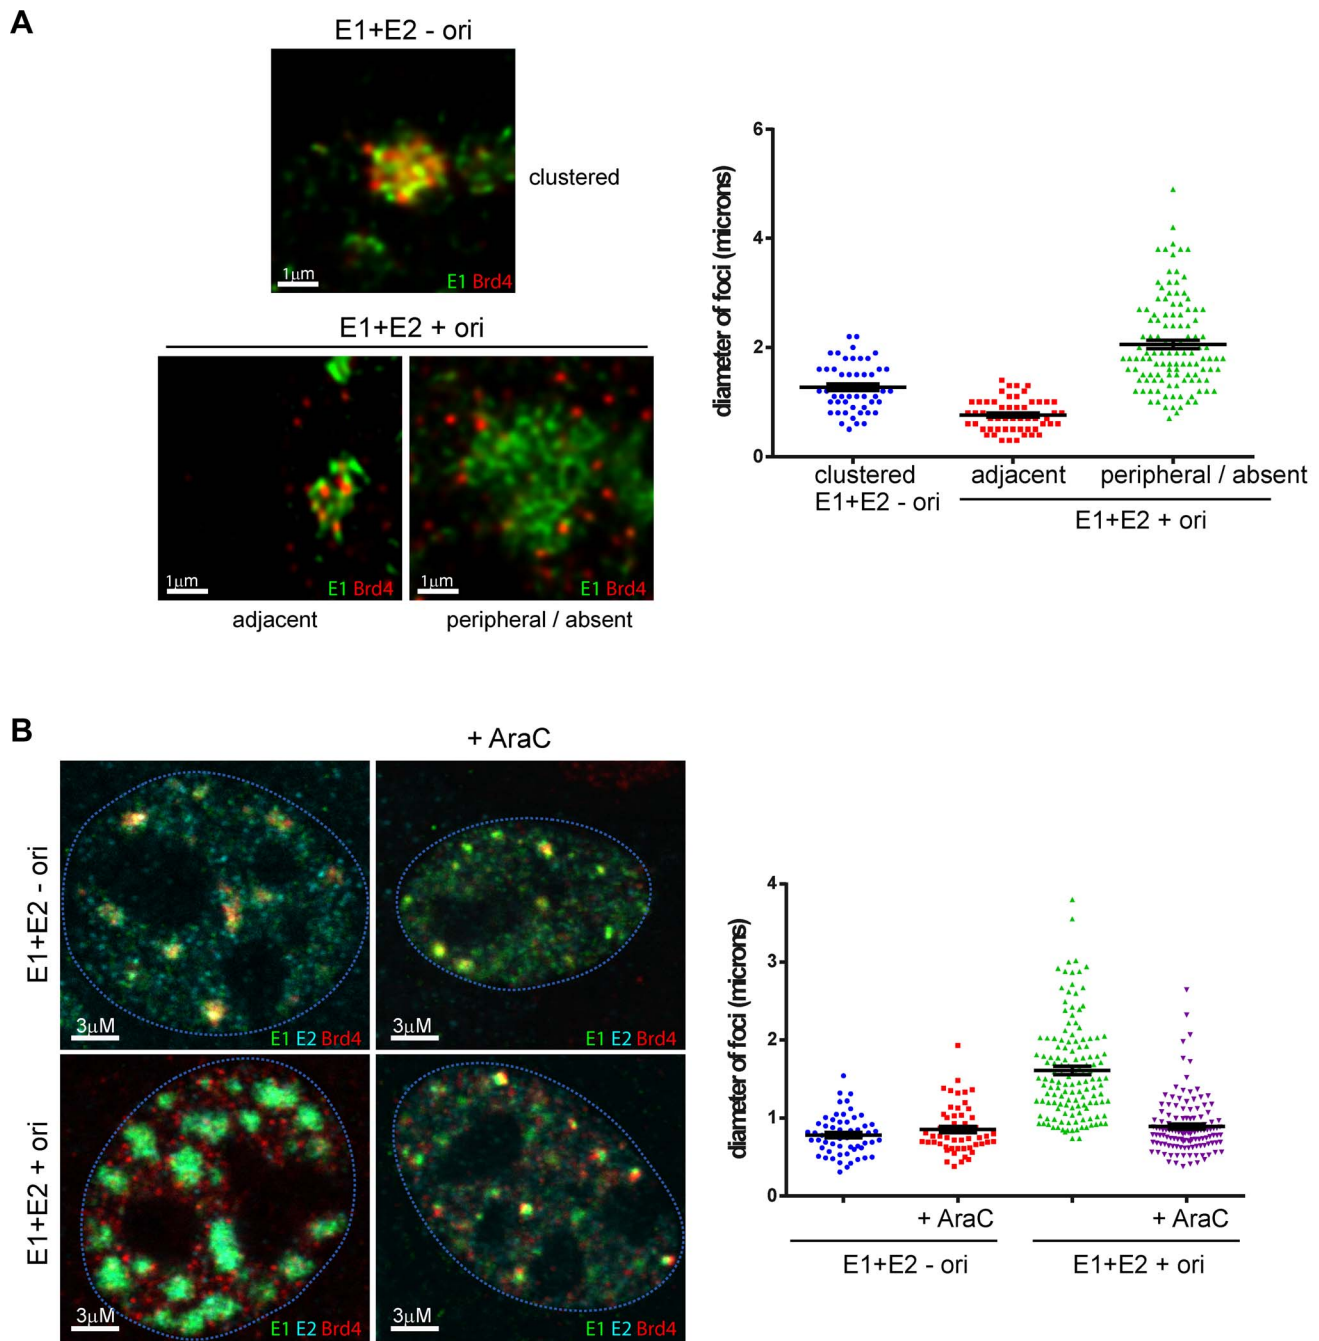 A
E1+E2 - ori
clustered
1µm
E1 Brd4
E1+E2 + ori
1µm
E1 Brd4
1µm
E1 Brd4
adjacent
peripheral / absent
diameter of foci (microns)
6
4
2
0
clustered
E1+E2 - ori
adjacent
peripheral / absent
E1+E2 + ori
B
+ AraC
E1+E2 - ori
3µM
E1 E2 Brd4
3µM
E1 E2 Brd4
E1+E2 + ori
3µM
E1 E2 Brd4
3µM
E1 E2 Brd4
diameter of foci (microns)
4
3
2
1
0
+ AraC
+ AraC
E1+E2 - ori
E1+E2 + ori